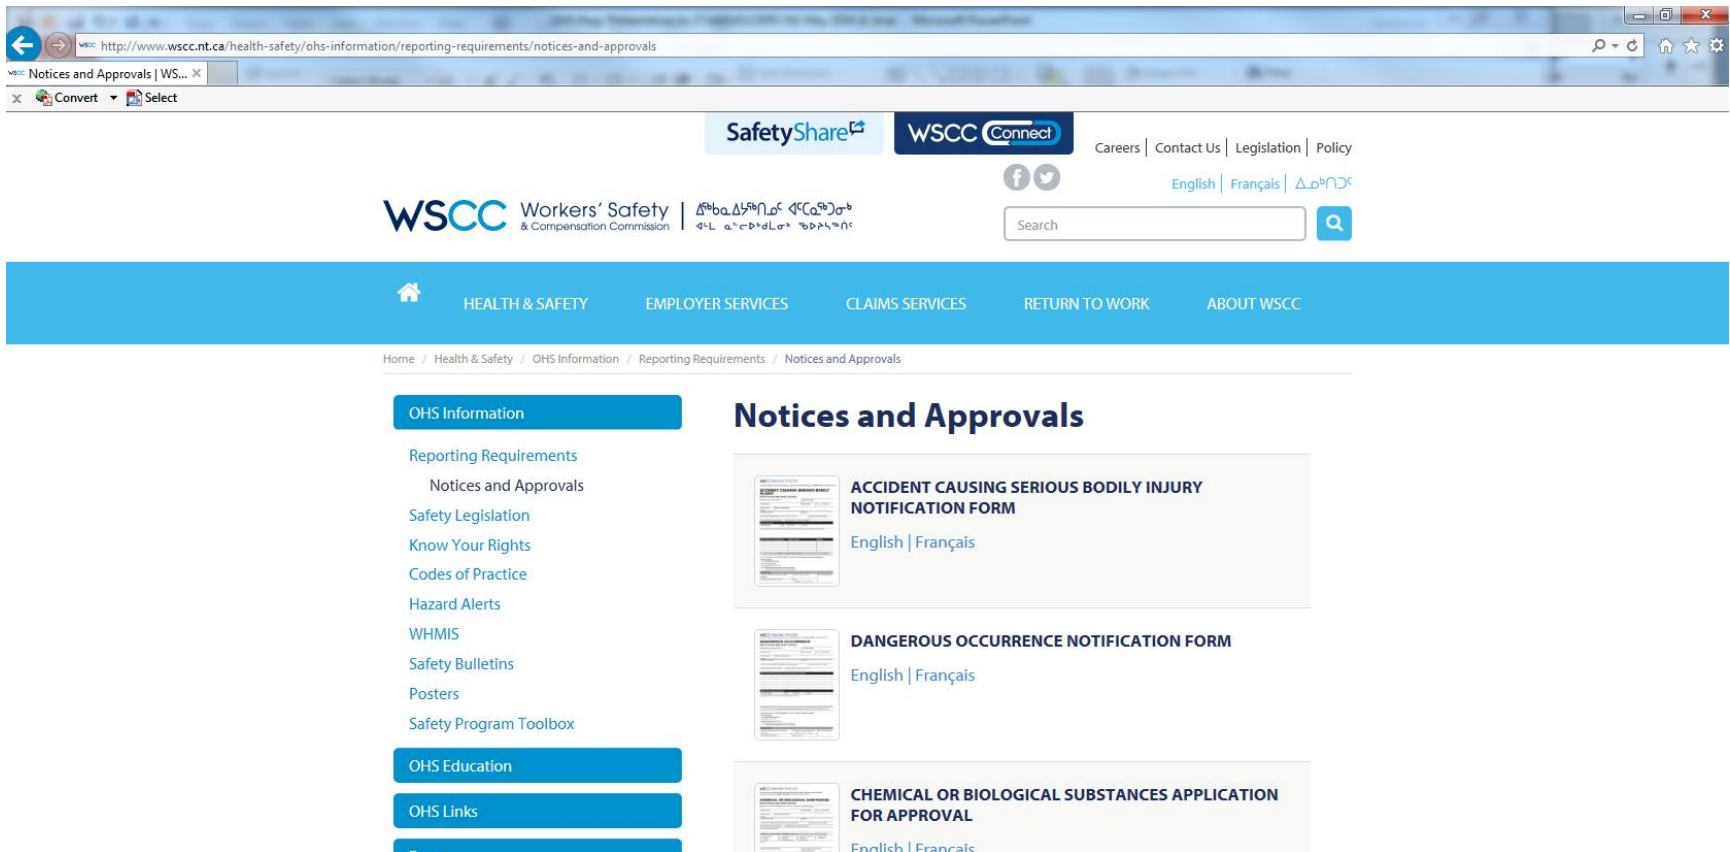 http://www.wscc.nt.ca/health-safety/ohs-information/reporting-requirements/notices-and-approvals
Notices and Approvals | WS...
x Convert Select
SafetyShare
WSCC Connect
Careers | Contact Us | Legislation | Policy
English | Français | ᐃᓄᒃᑎᑐᑦ
WSCC Workers' Safety
& Compensation Commission
Search
HEALTH & SAFETY EMPLOYER SERVICES CLAIMS SERVICES RETURN TO WORK ABOUT WSCC
Home / Health & Safety / OHS Information / Reporting Requirements / Notices and Approvals
OHS Information
Reporting Requirements
Notices and Approvals
Safety Legislation
Know Your Rights
Codes of Practice
Hazard Alerts
WHMIS
Safety Bulletins
Posters
Safety Program Toolbox
OHS Education
OHS Links
Notices and Approvals
ACCIDENT CAUSING SERIOUS BODILY INJURY
NOTIFICATION FORM
English | Français
DANGEROUS OCCURRENCE NOTIFICATION FORM
English | Français
CHEMICAL OR BIOLOGICAL SUBSTANCES APPLICATION
FOR APPROVAL
English | Français